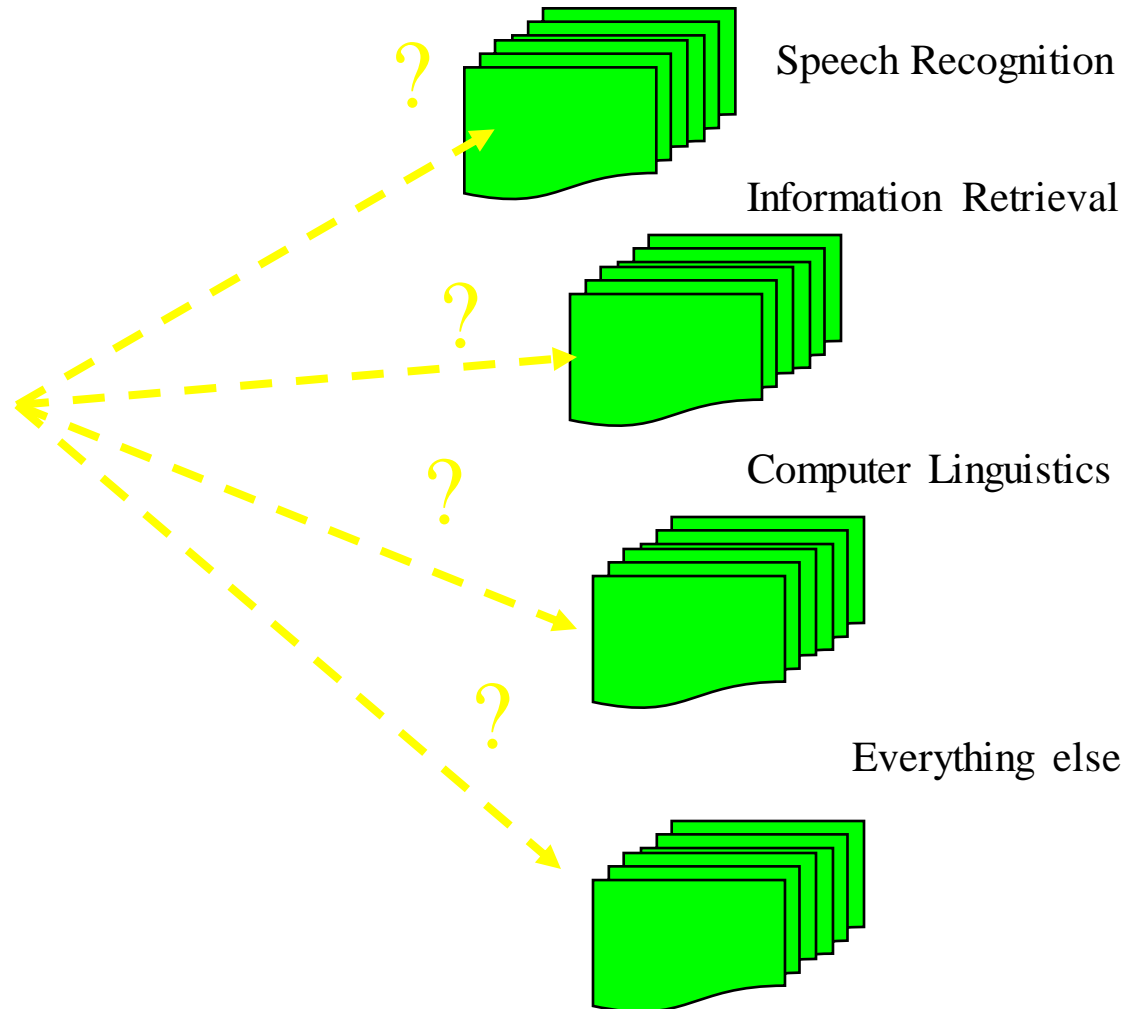 ?
Speech Recognition
Information Retrieval
?
Computer Linguistics
?
?
Everything else